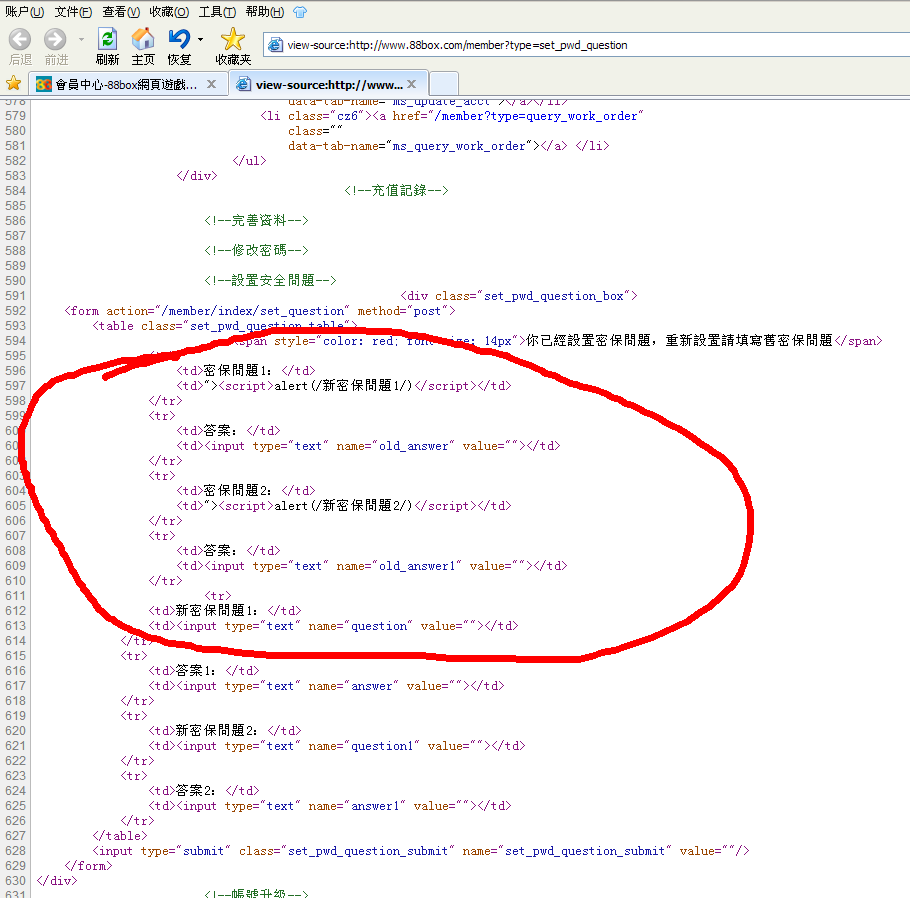 账户(U) 文件(F) 查看(V) 收藏(O) 工具(T) 帮助(H)
后退 前进 刷新 主页 恢复 收藏夹
view-source:http://www.88box.com/member?type=set_pwd_question
會員中心-88box網頁遊戲... view-source:http://www...
578 data-tab-name="ms_update_acct"></a></li>
579 <li class="cz6"><a href="/member?type=query_work_order"
580 class=""
581 data-tab-name="ms_query_work_order"></a> </li>
582 </ul>
583 </div>
584 <!--充值記錄-->
585
586 <!--完善資料-->
587
588 <!--修改密碼-->
589
590 <!--設置安全問題-->
591 <div class="set_pwd_question_box">
592 <form action="/member/index/set_question" method="post">
593 <table class="set_pwd_question_table">
594 <span style="color: red; font-size: 14px">你已經設置密保問題，重新設置請填寫舊密保問題</span>
595
596 <td>密保問題1：</td>
597 <td>"><script>alert(/新密保問題1/)</script></td>
598 </tr>
599 <tr>
60 <td>答案：</td>
60 <td><input type="text" name="old_answer" value=""></td>
60 </tr>
603 <tr>
604 <td>密保問題2：</td>
605 <td>"><script>alert(/新密保問題2/)</script></td>
606 </tr>
607 <tr>
608 <td>答案：</td>
609 <td><input type="text" name="old_answer1" value=""></td>
610 </tr>
611 <tr>
612 <td>新密保問題1：</td>
613 <td><input type="text" name="question" value=""></td>
614 </tr>
615 <tr>
616 <td>答案1：</td>
617 <td><input type="text" name="answer" value=""></td>
618 </tr>
619 <tr>
620 <td>新密保問題2：</td>
621 <td><input type="text" name="question1" value=""></td>
622 </tr>
623 <tr>
624 <td>答案2：</td>
625 <td><input type="text" name="answer1" value=""></td>
626 </tr>
627 </table>
628 <input type="submit" class="set_pwd_question_submit" name="set_pwd_question_submit" value=""/>
629 </form>
630 </div>
631 <!--帳號升級-->